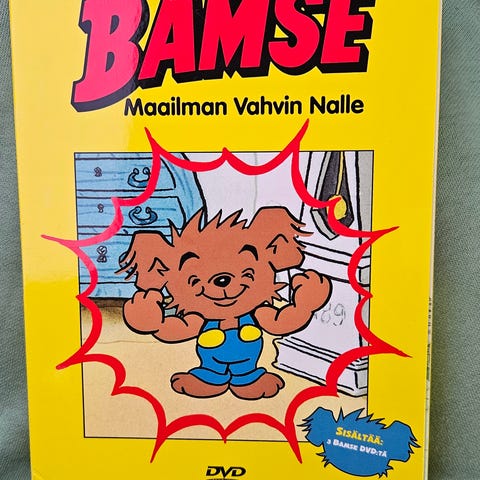 BAMSE
Maailman Vahvin Nalle
SISÄLTÄÄ:
3 BAMSE DVD:TÄ
DVD